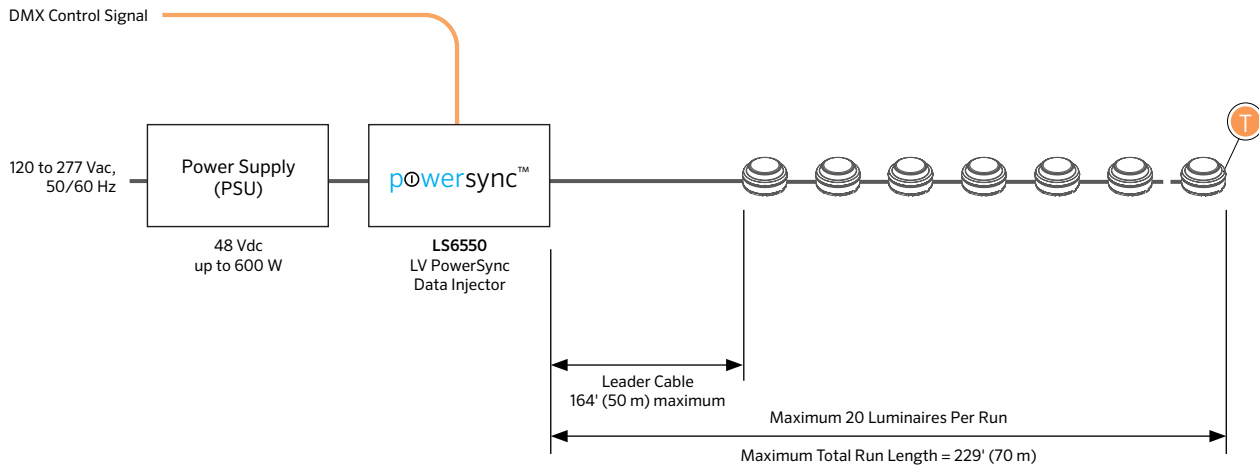 DMX Control Signal
T
120 to 277 Vac,
50/60 Hz
Power Supply
(PSU)
powersync™
48 Vdc
up to 600 W
LS6550
LV PowerSync
Data Injector
Leader Cable
164' (50 m) maximum
Maximum 20 Luminaires Per Run
Maximum Total Run Length = 229' (70 m)